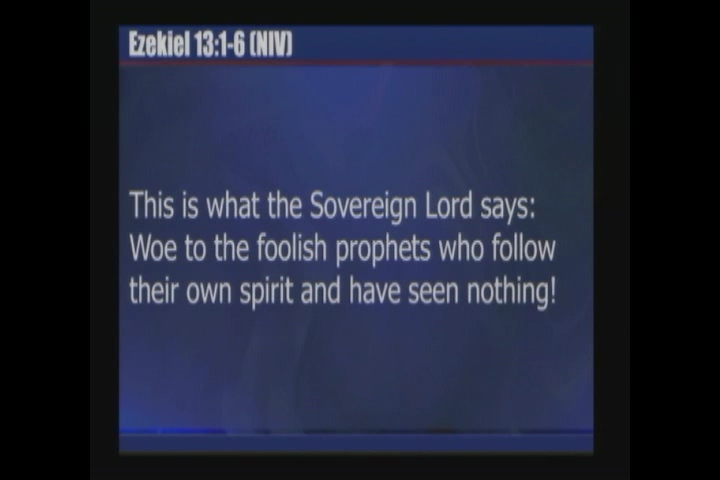 Ezekiel 13:1-6 (NIV)
This is what the Sovereign Lord says:
Woe to the foolish prophets who follow
their own spirit and have seen nothing!